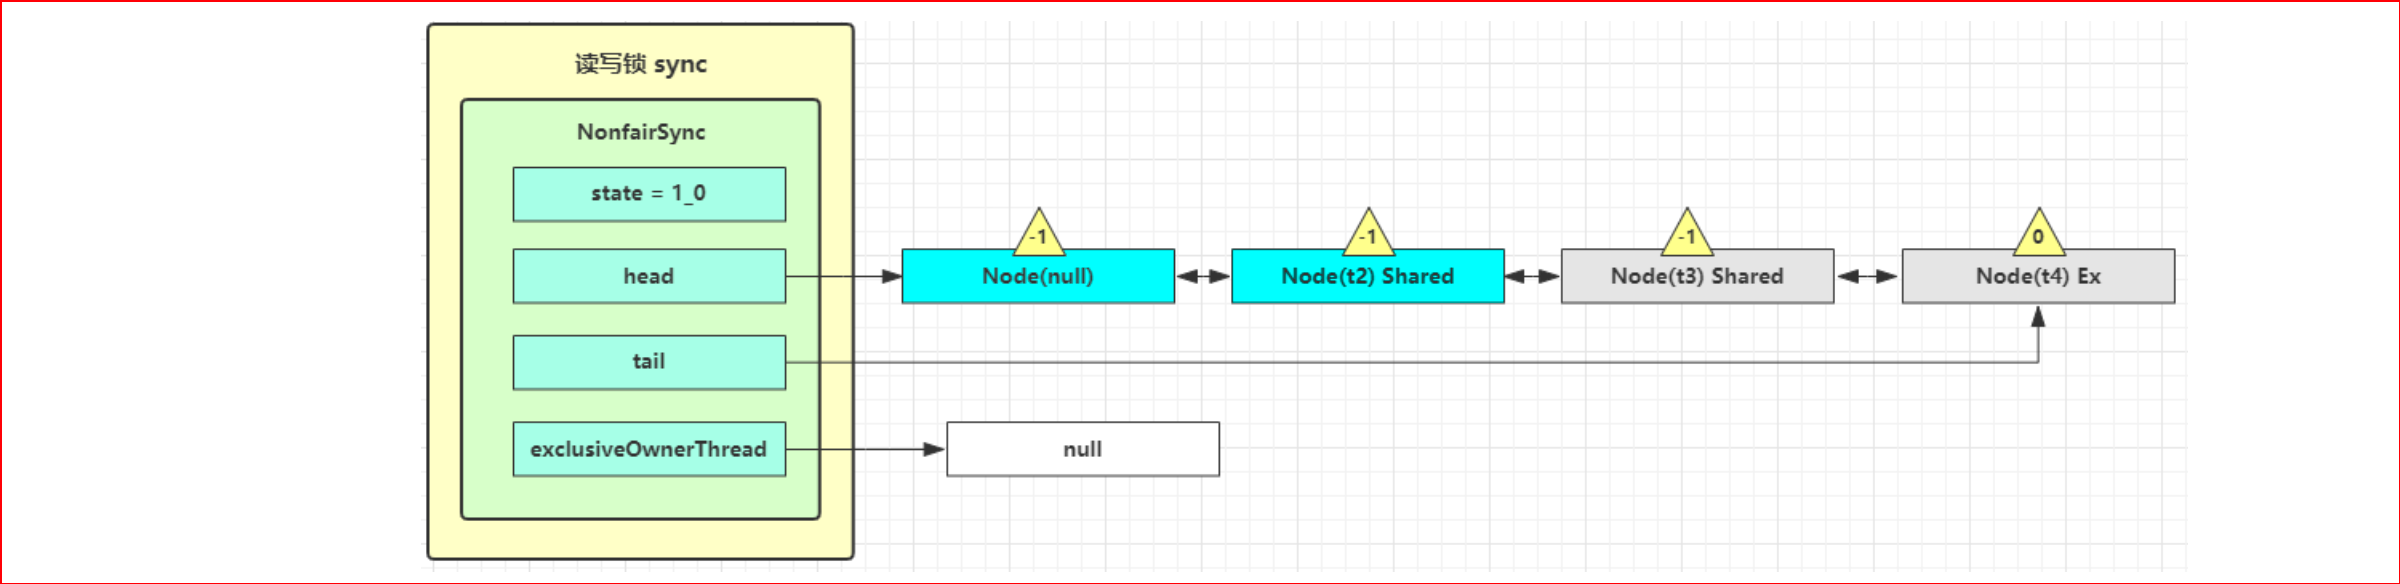 读写锁 sync
NonfairSync
state = 1_0
head
tail
exclusiveOwnerThread
-1
Node(null)
-1
Node(t2) Shared
-1
Node(t3) Shared
0
Node(t4) Ex
null